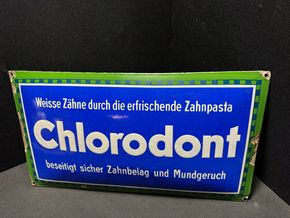 Weisse Zähne durch die erfrischende Zahnpasta
Chlorodont
beseitigt sicher Zahnbelag und Mundgeruch